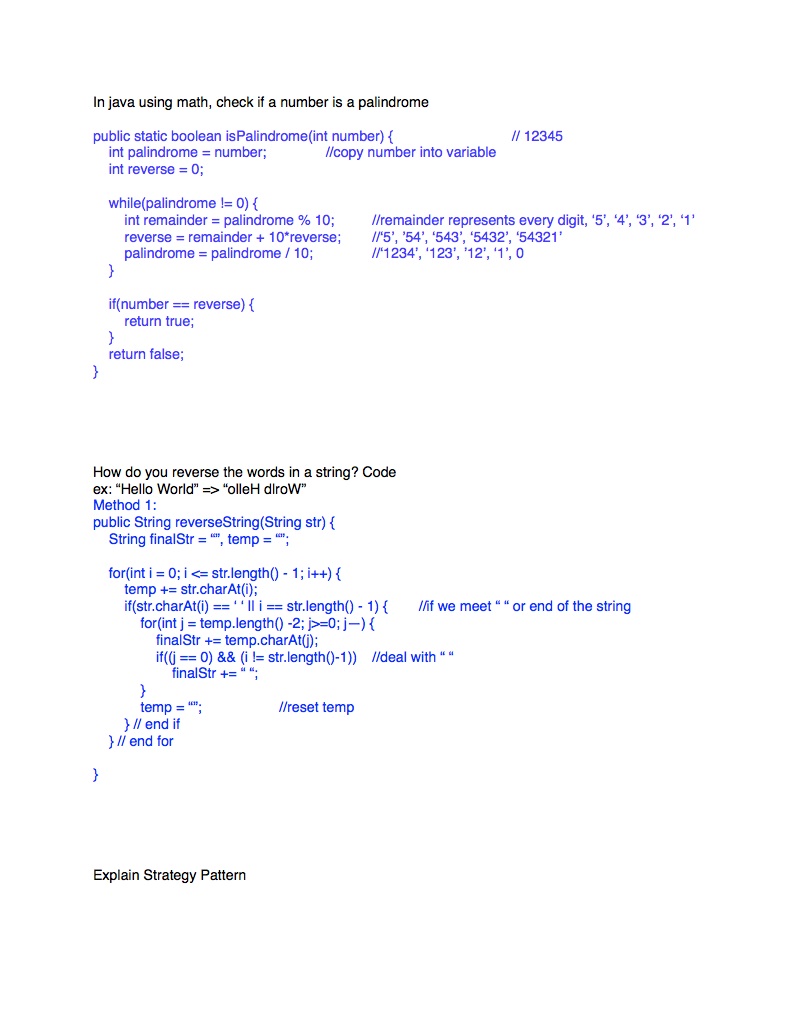 In java using math, check if a number is a palindrome
public static boolean isPalindrome(int number) { // 12345
int palindrome = number; //copy number into variable
int reverse = 0;
while(palindrome != 0) {
int remainder = palindrome % 10; //remainder represents every digit, ‘5’, ‘4’, ‘3’, ‘2’, ‘1’
reverse = remainder + 10*reverse; //‘5’, ’54’, ‘543’, ‘5432’, ‘54321’
palindrome = palindrome / 10; //‘1234’, ‘123’, ’12’, ‘1’, 0
}
if(number == reverse) {
return true;
}
return false;
}
How do you reverse the words in a string? Code
ex: “Hello World” => “olleH dlroW”
Method 1:
public String reverseString(String str) {
String finalStr = “”, temp = “”;
for(int i = 0; i <= str.length() - 1; i++) {
temp += str.charAt(i);
if(str.charAt(i) == ‘ ‘ || i == str.length() - 1) { //if we meet “ “ or end of the string
for(int j = temp.length() -2; j>=0; j—) {
finalStr += temp.charAt(j);
if((j == 0) && (i != str.length()-1)) //deal with “ “
finalStr += “ “;
}
temp = “”; //reset temp
} // end if
} // end for
}
Explain Strategy Pattern